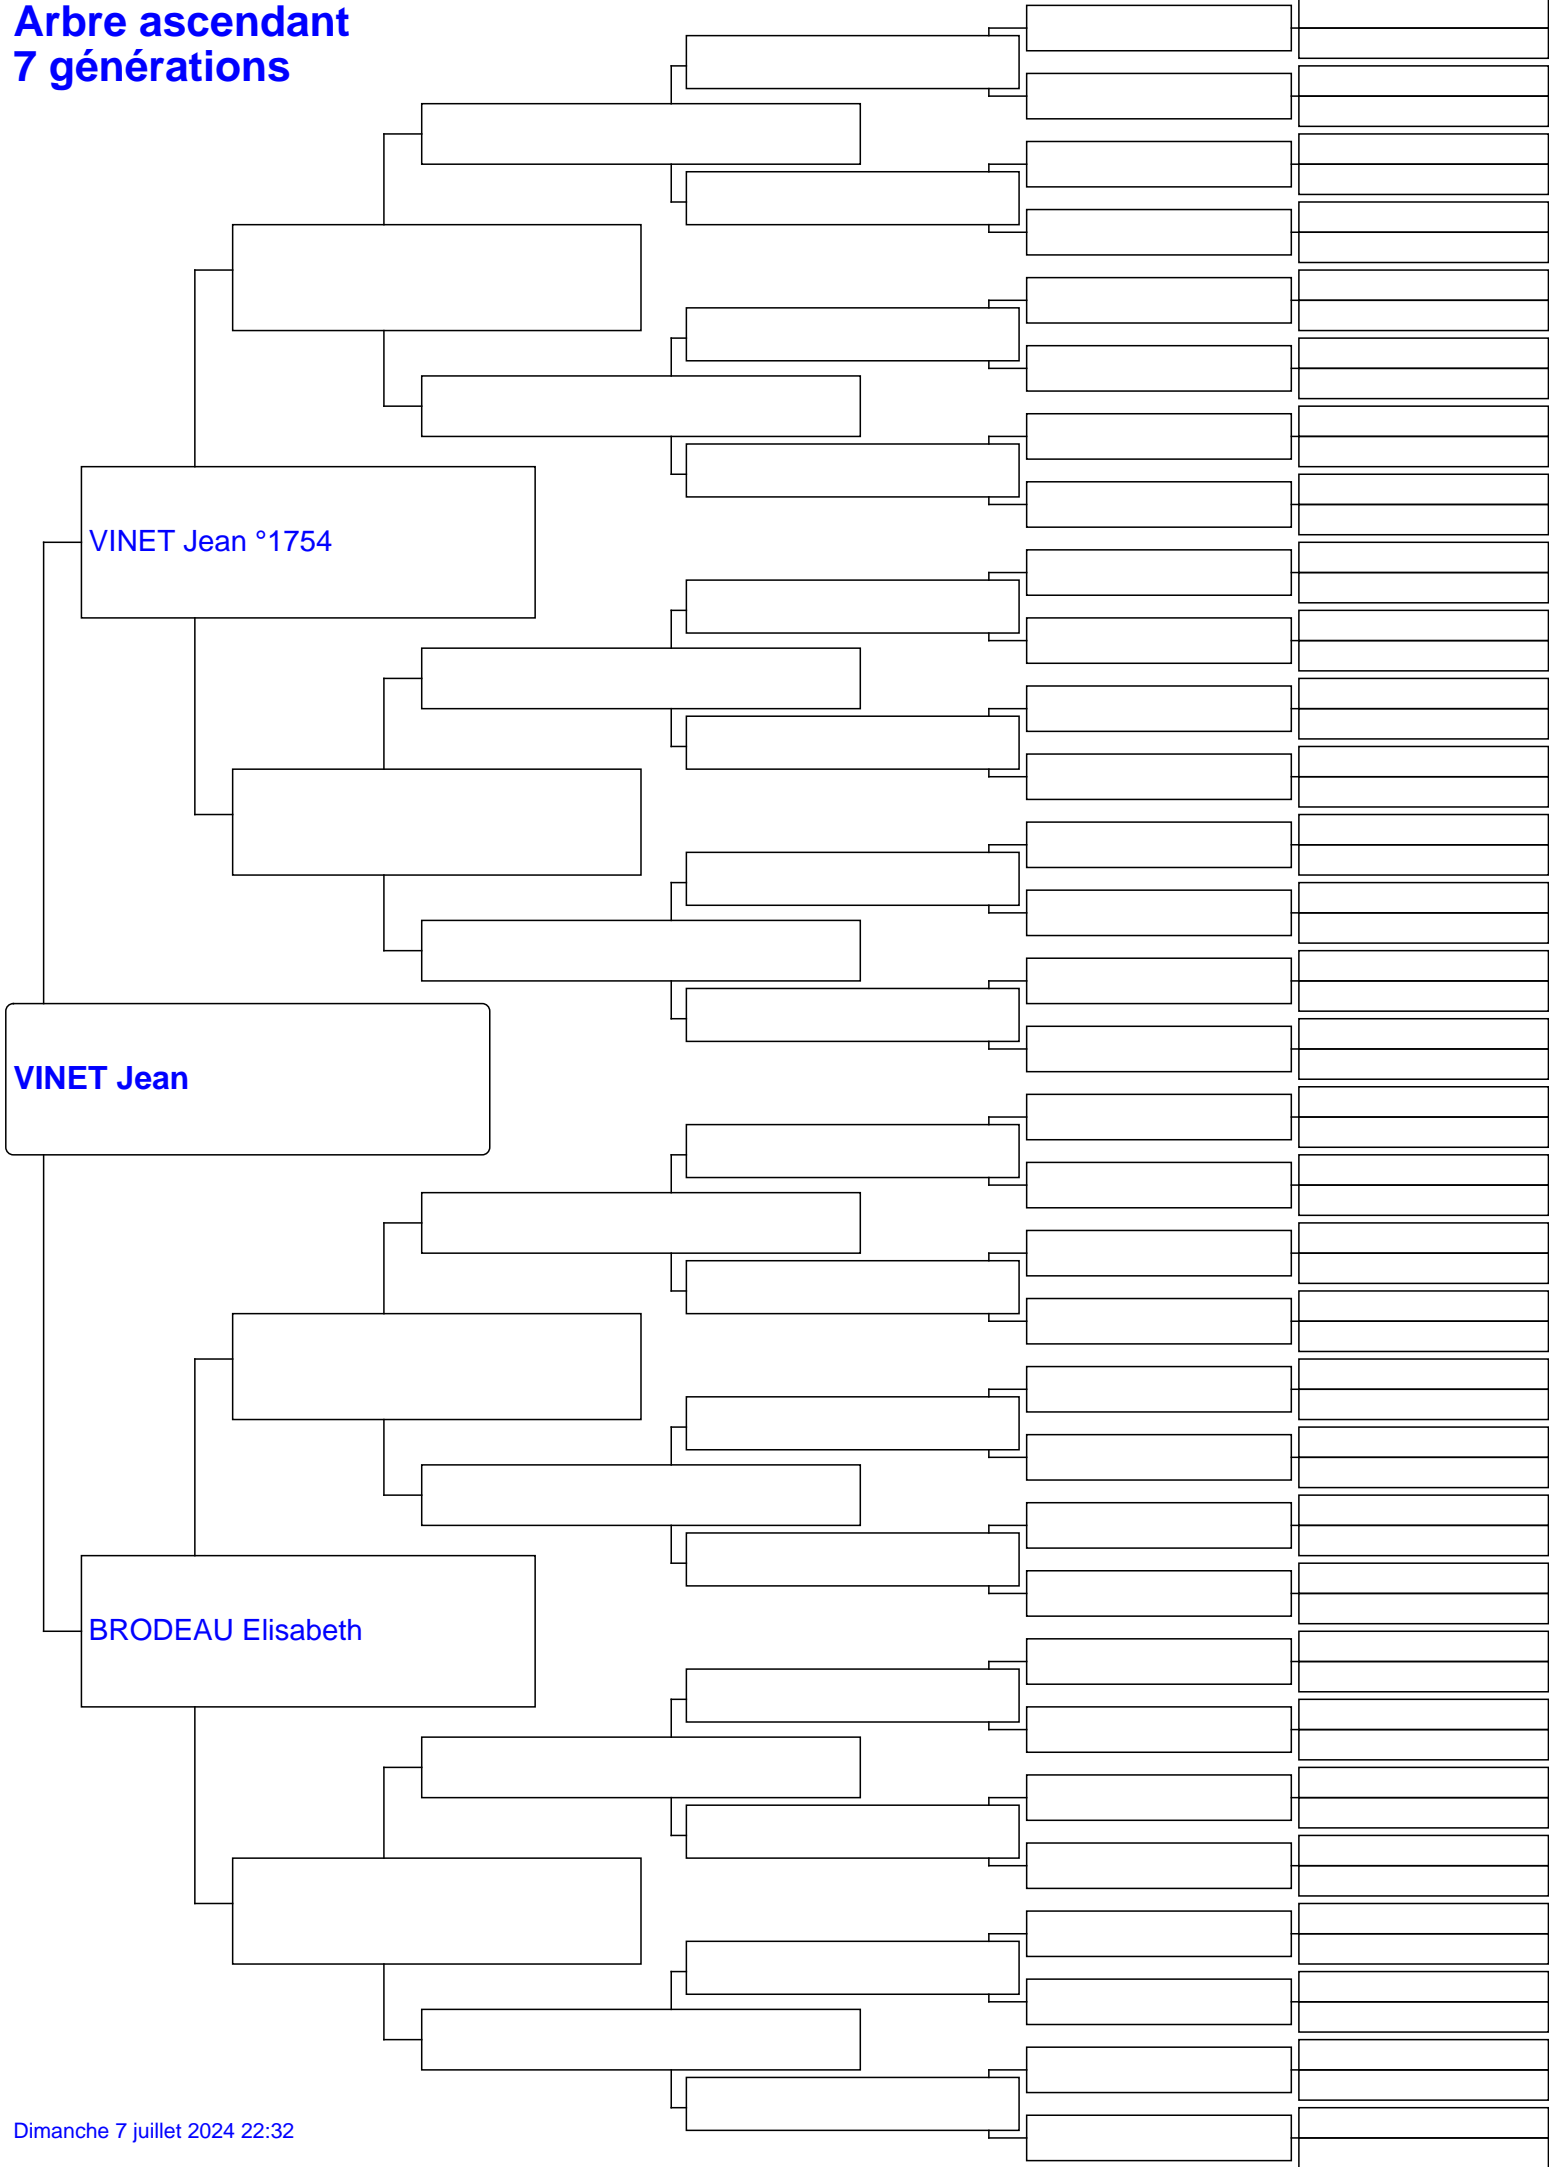 Arbre ascendant
7 générations
VINET Jean °1754
VINET Jean
BRODEAU Elisabeth
Dimanche 7 juillet 2024 22:32